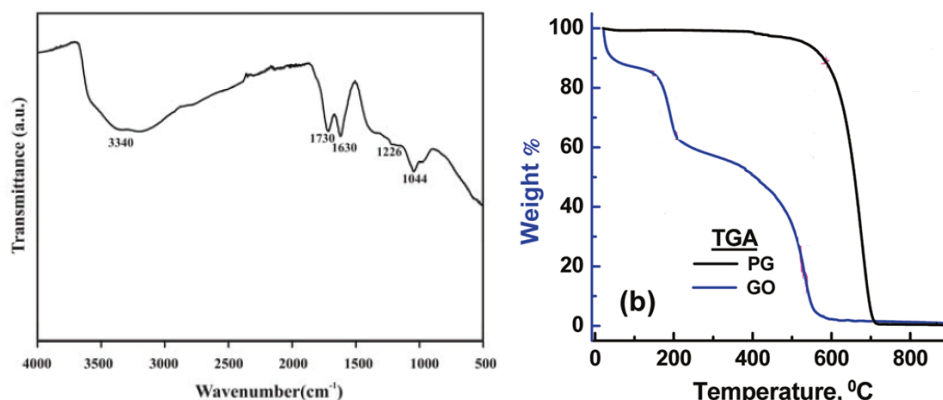 Transmittance (a.u.)
3340
1730
1630
1226
1044
4000 3500 3000 2500 2000 1500 1000 500
Wavenumber(cm⁻¹)
Weight %
100
80
60
40
20
0
TGA
PG
GO
(b)
0 200 400 600 800
Temperature, ⁰C